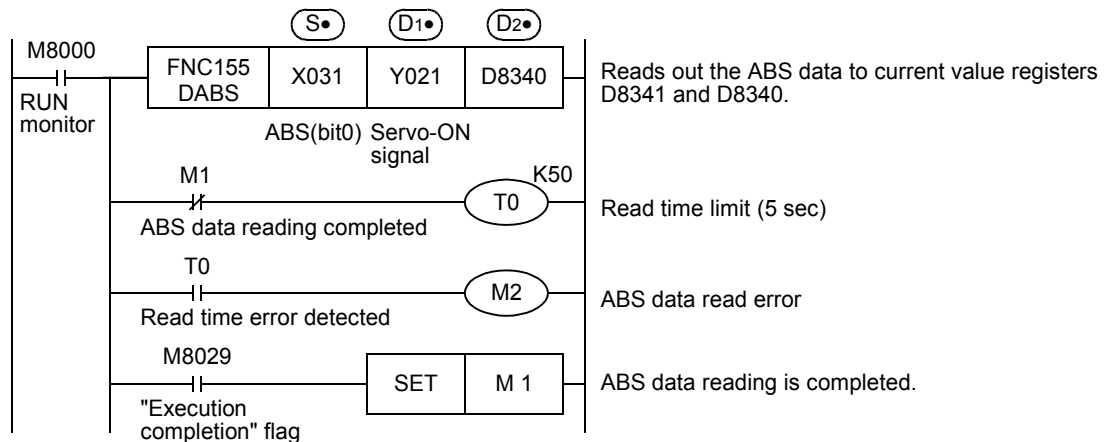 S• D1• D2•
M8000
FNC155 DABS X031 Y021 D8340
Reads out the ABS data to current value registers
D8341 and D8340.
RUN
monitor
ABS(bit0) Servo-ON
signal
M1 K50
T0
Read time limit (5 sec)
ABS data reading completed
T0
M2
ABS data read error
Read time error detected
M8029
SET M 1
ABS data reading is completed.
"Execution
completion" flag